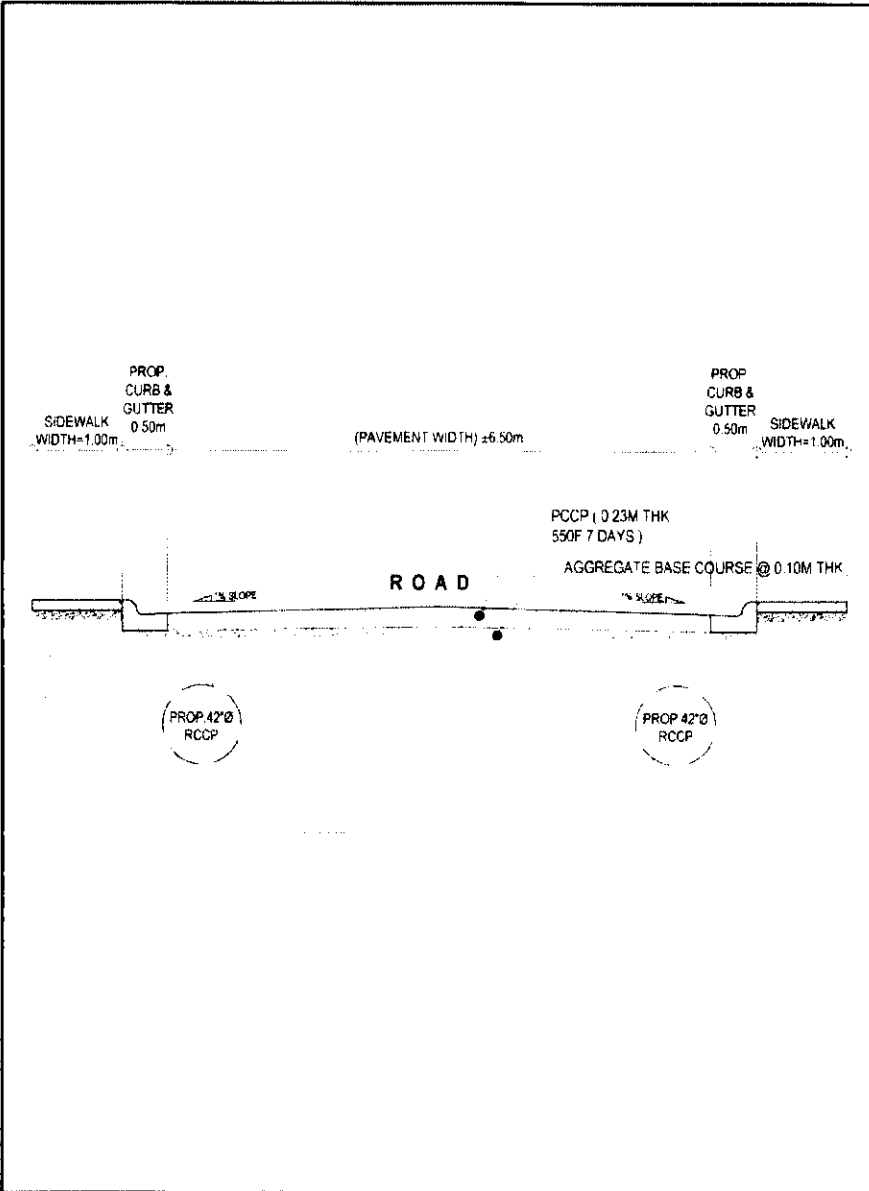 PROP.
CURB &
GUTTER
0.50m
SIDEWALK
WIDTH=1.00m
(PAVEMENT WIDTH) ±6.50m
PROP
CURB &
GUTTER
0.50m
SIDEWALK
WIDTH=1.00m
PCCP ( 0.23M THK
550F 7 DAYS )
AGGREGATE BASE COURSE @ 0.10M THK
ROAD
1% SLOPE
1% SLOPE
PROP.42"Ø
RCCP
PROP 42"Ø
RCCP